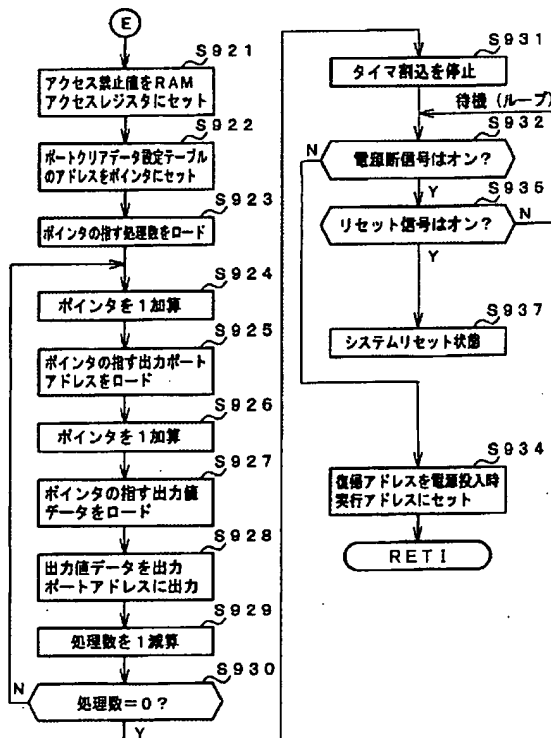 E
S921
アクセス禁止値をRAM
アクセスレジスタにセット
S922
ポートクリアデータ設定テーブル
のアドレスをポインタにセット
S923
ポインタの指す処理数をロード
S924
ポインタを1加算
S925
ポインタの指す出力ポート
アドレスをロード
S926
ポインタを1加算
S927
ポインタの指す出力値
データをロード
S928
出力値データを出力
ポートアドレスに出力
S929
処理数を1減算
S930
N
処理数=0?
Y
S931
タイマ割込を停止
待機(ループ)
S932
N
電源断信号はオン?
Y
S935
リセット信号はオン?
N
Y
S937
システムリセット状態
S934
復帰アドレスを電源投入時
実行アドレスにセット
RETI